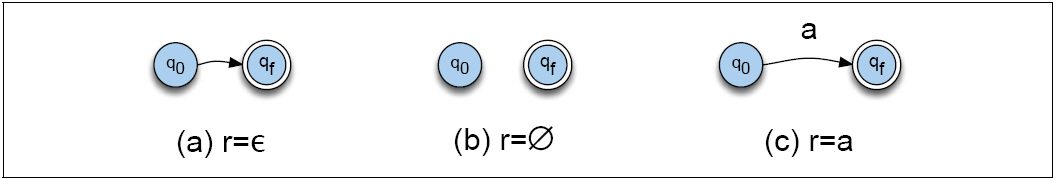 a
q0 qf q0 qf q0 qf
(a) r=ϵ (b) r=∅ (c) r=a